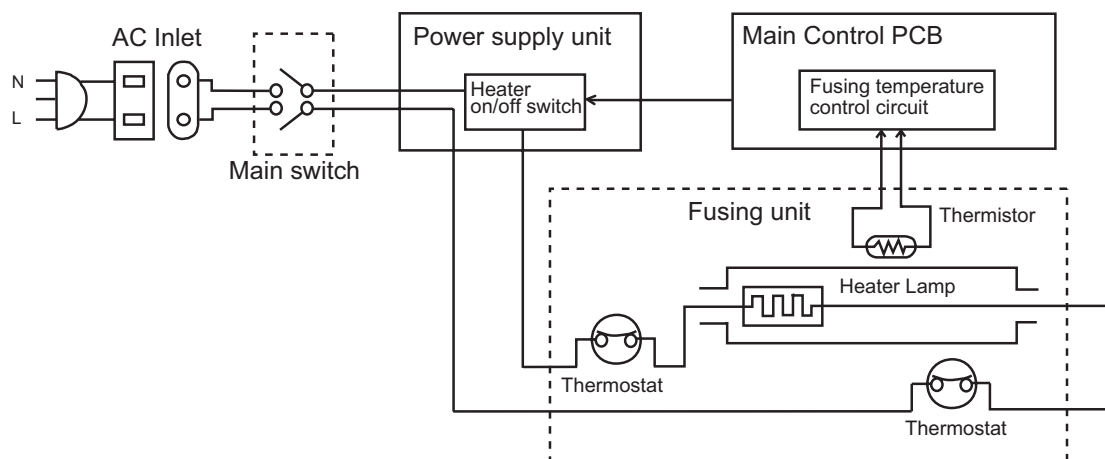 AC Inlet
N
L
Main switch
Power supply unit
Heater
on/off switch
Main Control PCB
Fusing temperature
control circuit
Fusing unit
Thermistor
Heater Lamp
Thermostat
Thermostat